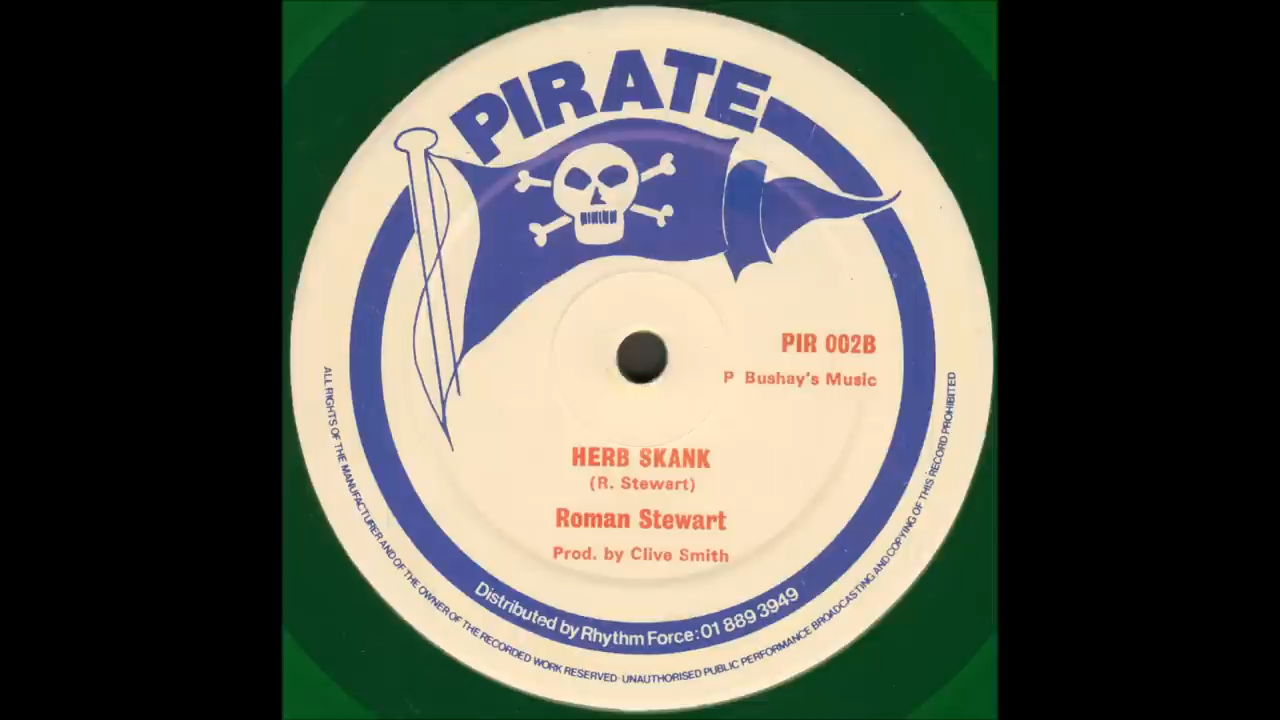 PIRATE
PIR 002B
P Bushay's Music
HERB SKANK
(R. Stewart)
Roman Stewart
Prod. by Clive Smith
Distributed by Rhythm Force: 01 889 3949
ALL RIGHTS OF THE MANUFACTURER AND OF THE OWNER OF THE RECORDED WORK RESERVED · UNAUTHORISED PUBLIC PERFORMANCE BROADCASTING AND COPYING OF THIS RECORD PROHIBITED